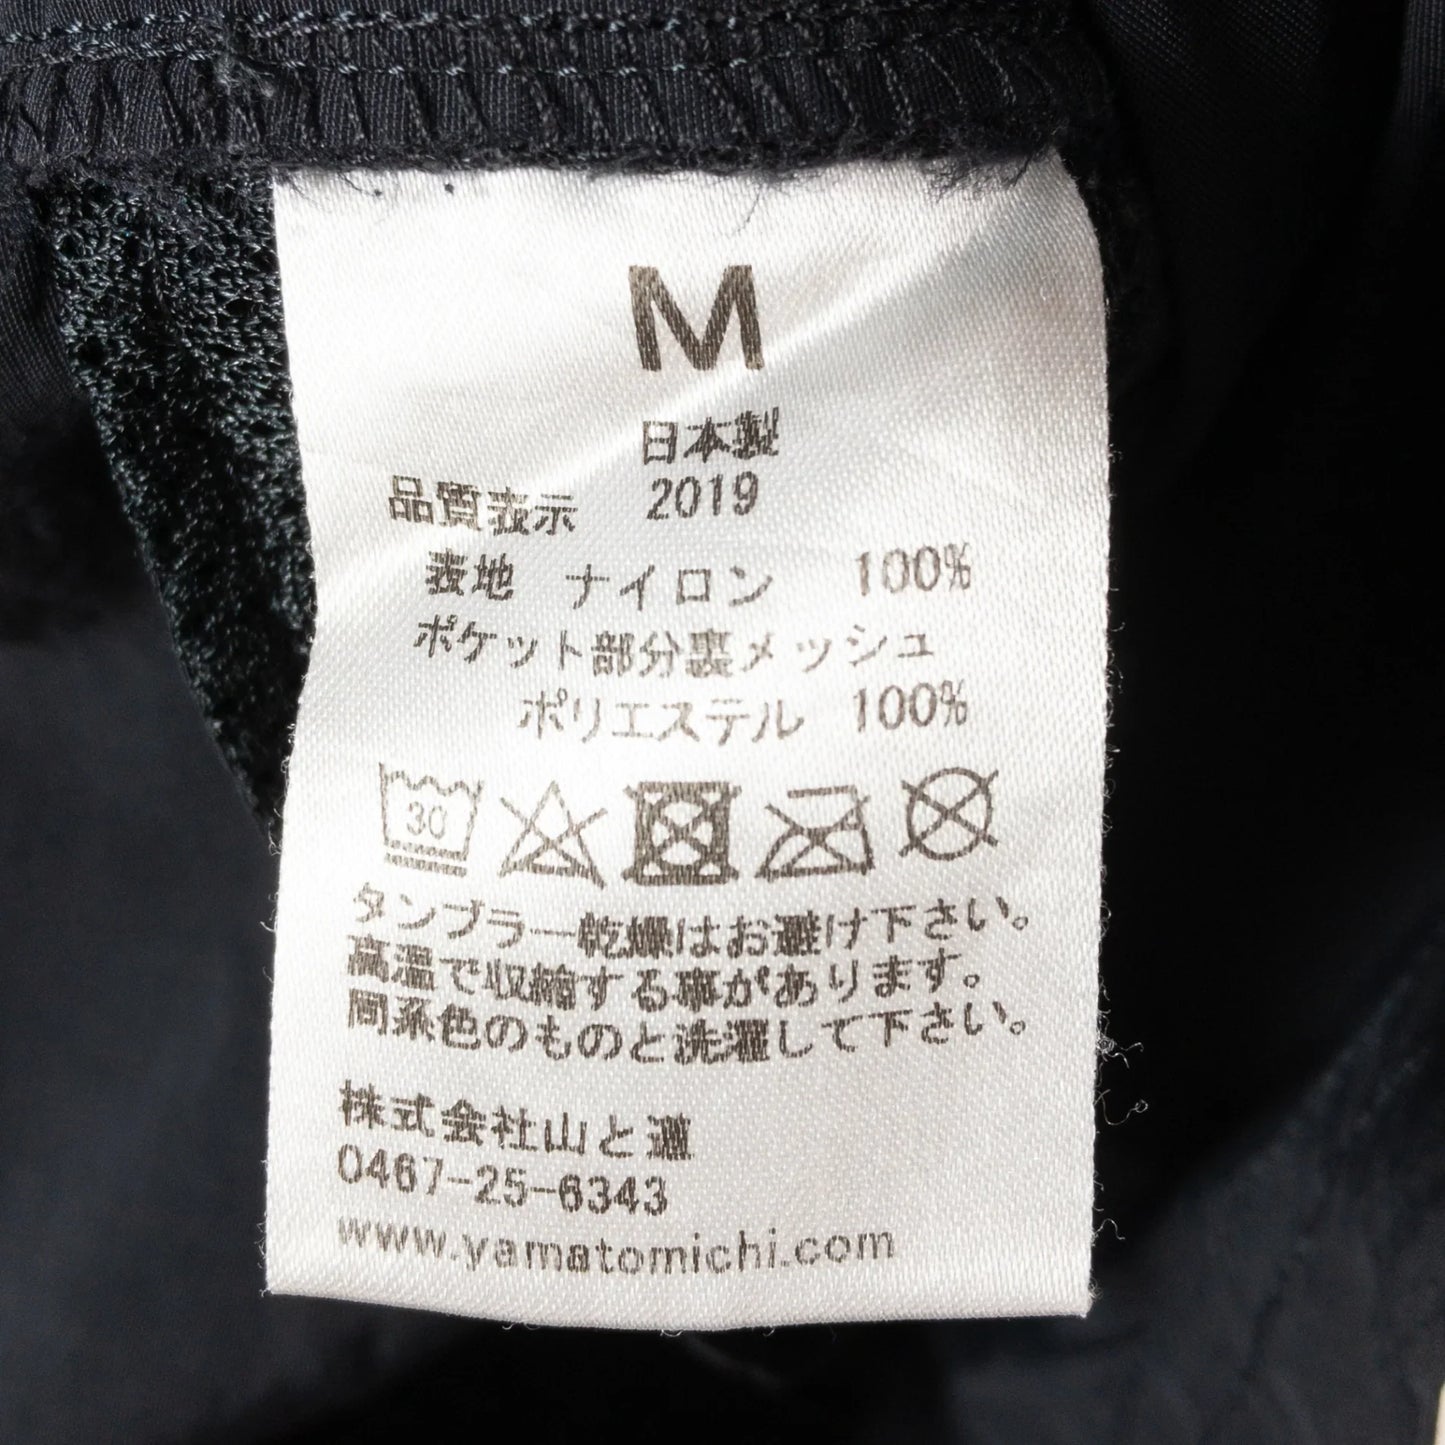 M
日本製
品質表示 2019
表地 ナイロン 100%
ポケット部分裏メッシュ
ポリエステル 100%
30
タンブラー乾燥はお避け下さい。
高温で収縮する事があります。
同系色のものと洗濯して下さい。
株式会社山と道
0467-25-6343
www.yamatomichi.com